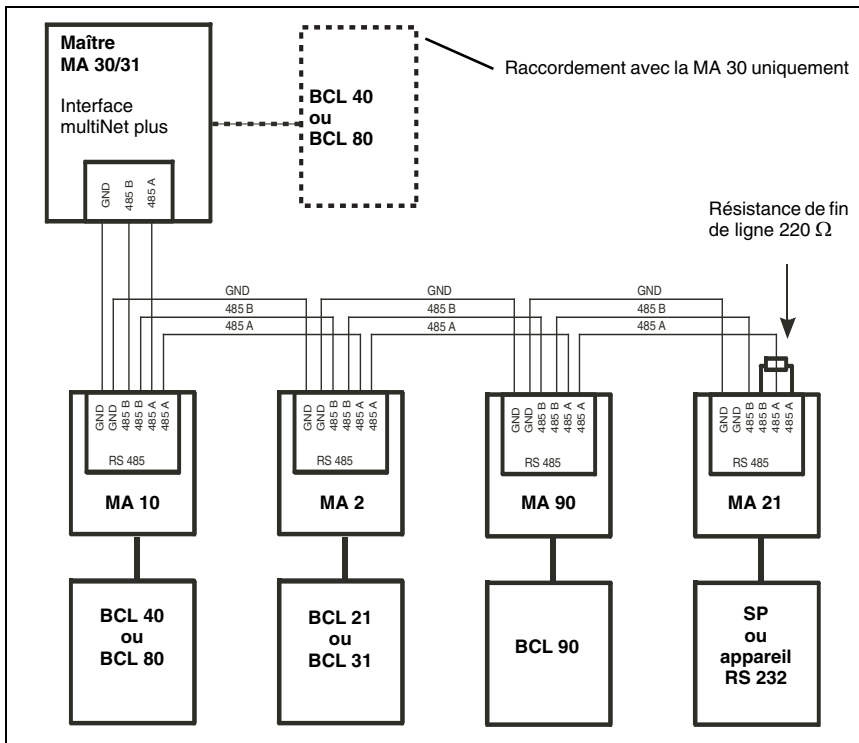 Maître
MA 30/31
Interface
multiNet plus
GND
485 B
485 A
BCL 40
ou
BCL 80
Raccordement avec la MA 30 uniquement
Résistance de fin
de ligne 220 Ω
GND
485 B
485 A
GND
485 B
485 A
GND
485 B
485 A
GND
GND
485 B
485 B
485 A
485 A
RS 485
MA 10
GND
GND
485 B
485 B
485 A
485 A
RS 485
MA 2
GND
GND
485 B
485 B
485 A
485 A
RS 485
MA 90
GND
GND
485 B
485 B
485 A
485 A
RS 485
MA 21
BCL 40
ou
BCL 80
BCL 21
ou
BCL 31
BCL 90
SP
ou
appareil
RS 232